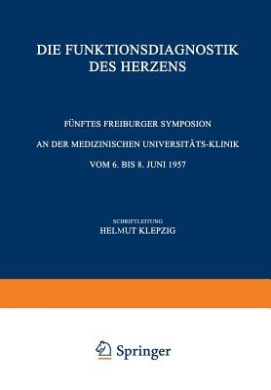 DIE FUNKTIONSDIAGNOSTIK
DES HERZENS
FÜNFTES FREIBURGER SYMPOSION
AN DER MEDIZINISCHEN UNIVERSITÄTS-KLINIK
VOM 6. BIS 8. JUNI 1957
SCHRIFTLEITUNG
HELMUT KLEPZIG
Springer